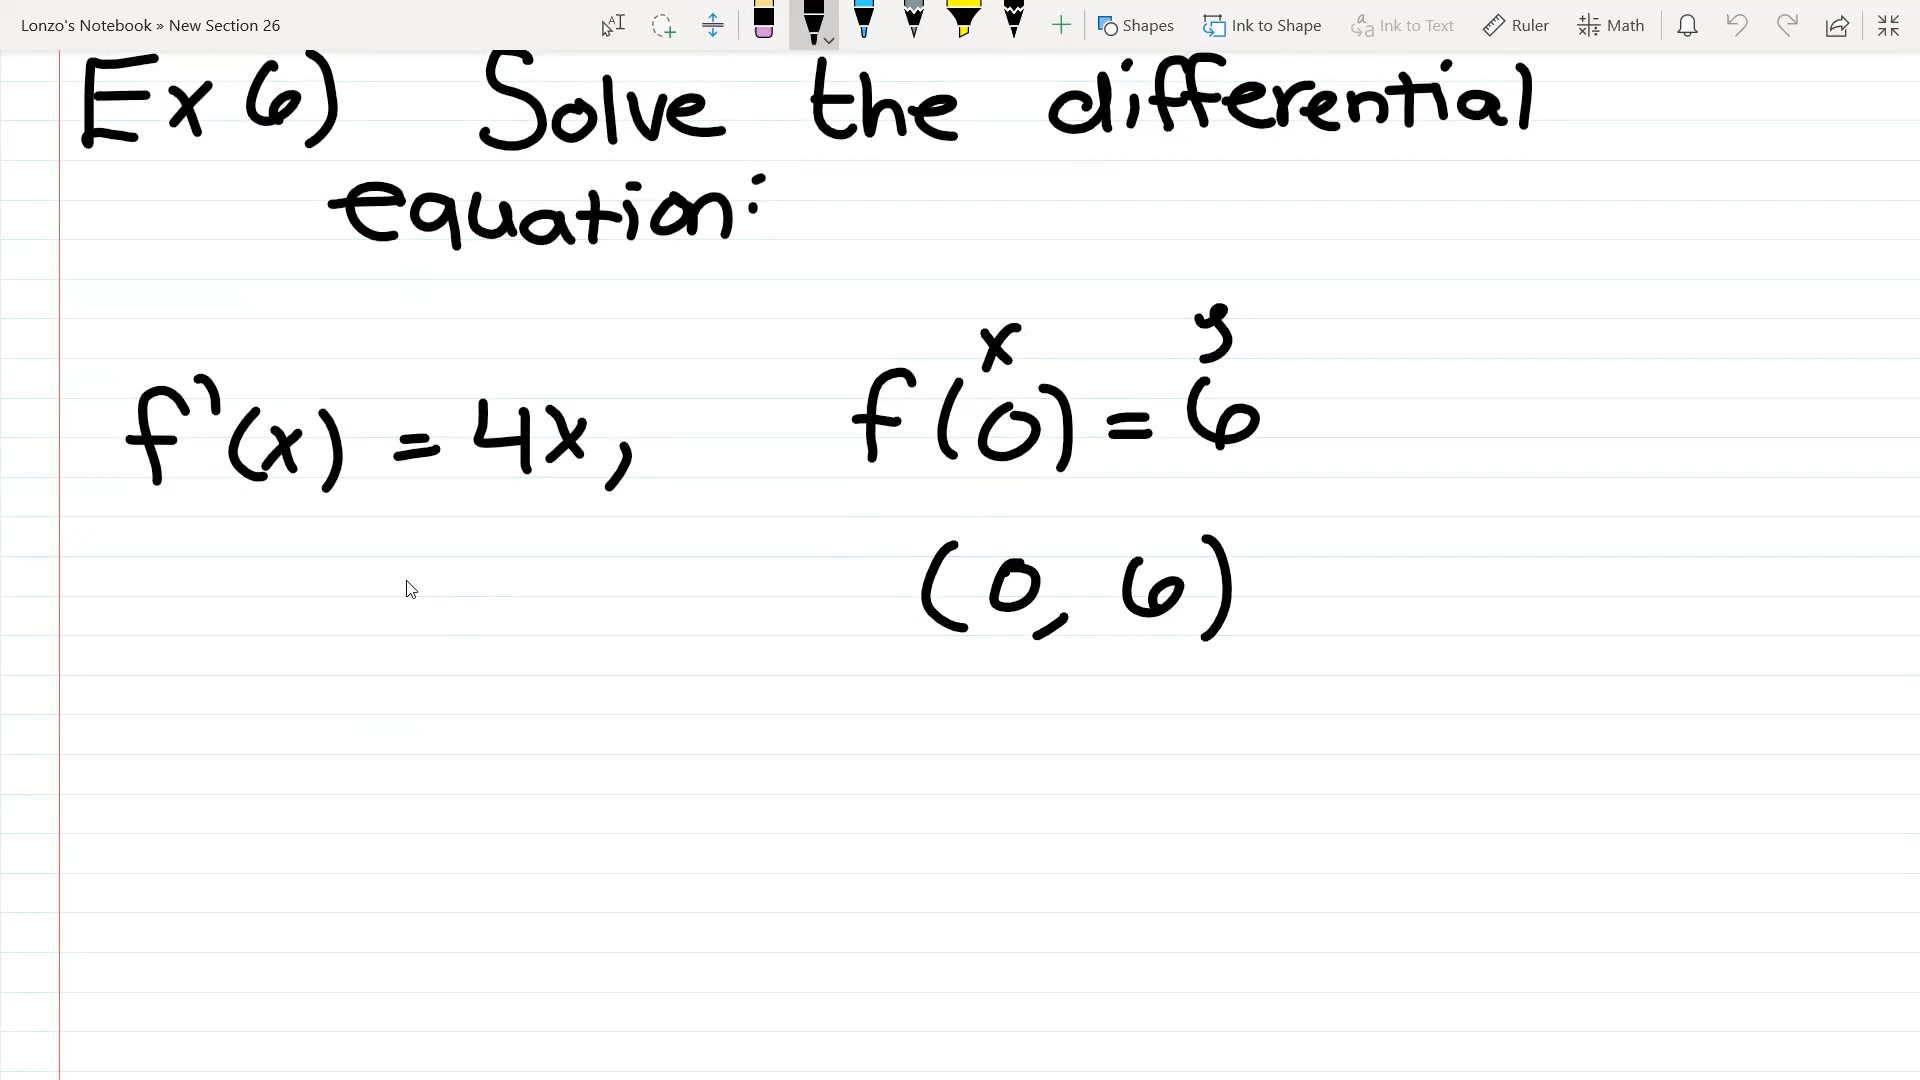 Lonzo's Notebook » New Section 26
Shapes
Ink to Shape
Ink to Text
Ruler
Math
Ex 6) Solve the differential
equation:
x y
f'(x) = 4x, f(0) = 6
(0, 6)